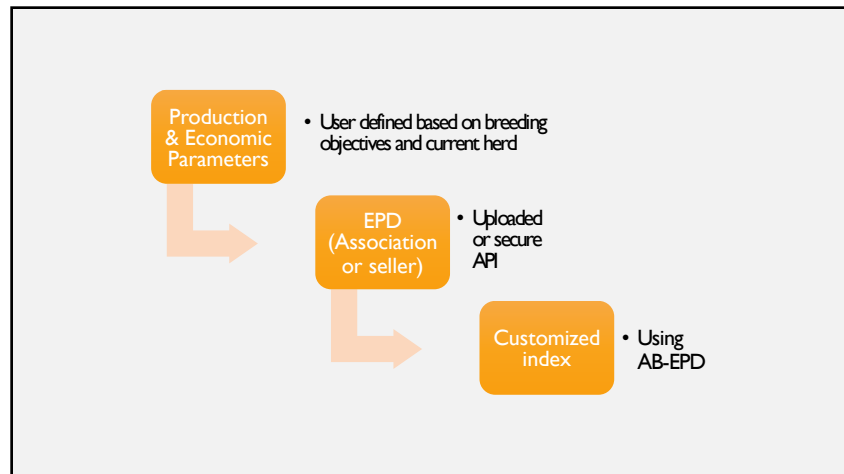 Production
& Economic
Parameters
• User defined based on breeding
objectives and current herd
EPD
(Association
or seller)
• Uploaded
or secure
API
Customized
index
• Using
AB-EPD